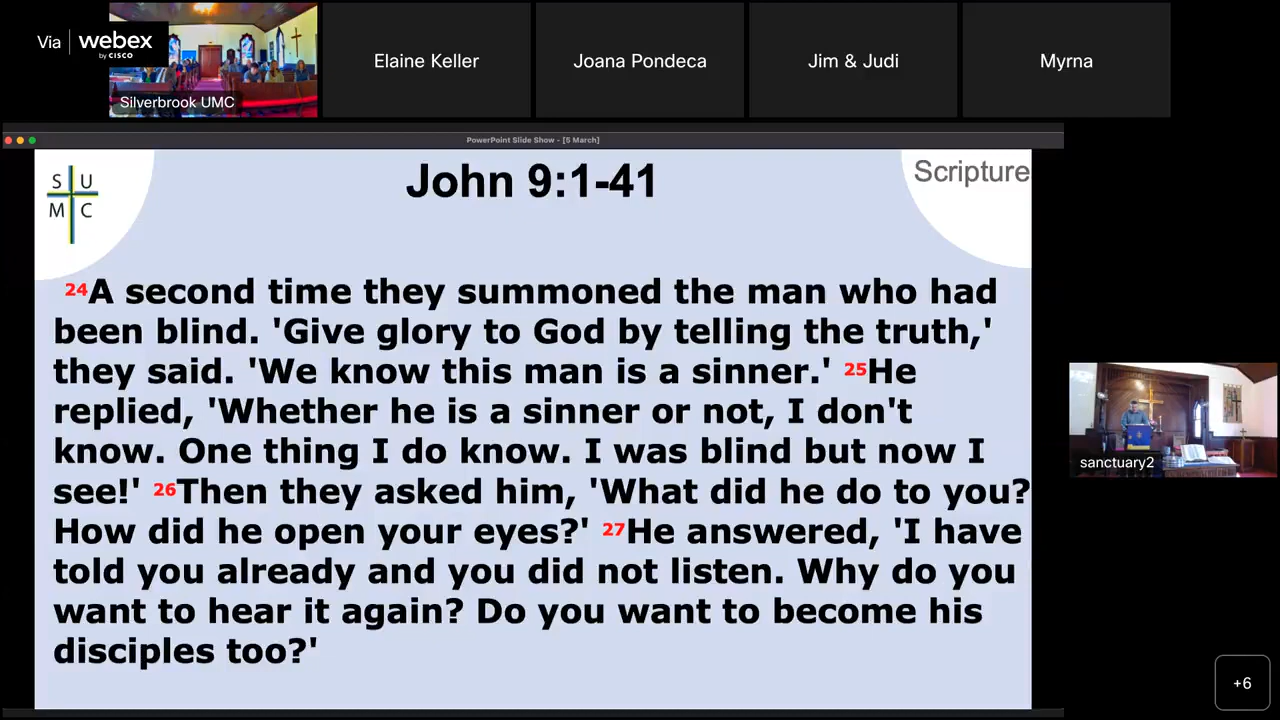 Via webex
by CISCO
Silverbrook UMC
Elaine Keller
Joana Pondeca
Jim & Judi
Myrna
PowerPoint Slide Show - [5 March]
S U
M C
John 9:1-41
Scripture
24A second time they summoned the man who had
been blind. 'Give glory to God by telling the truth,'
they said. 'We know this man is a sinner.' 25He
replied, 'Whether he is a sinner or not, I don't
know. One thing I do know. I was blind but now I
see!' 26Then they asked him, 'What did he do to you?
How did he open your eyes?' 27He answered, 'I have
told you already and you did not listen. Why do you
want to hear it again? Do you want to become his
disciples too?'
sanctuary2
+6